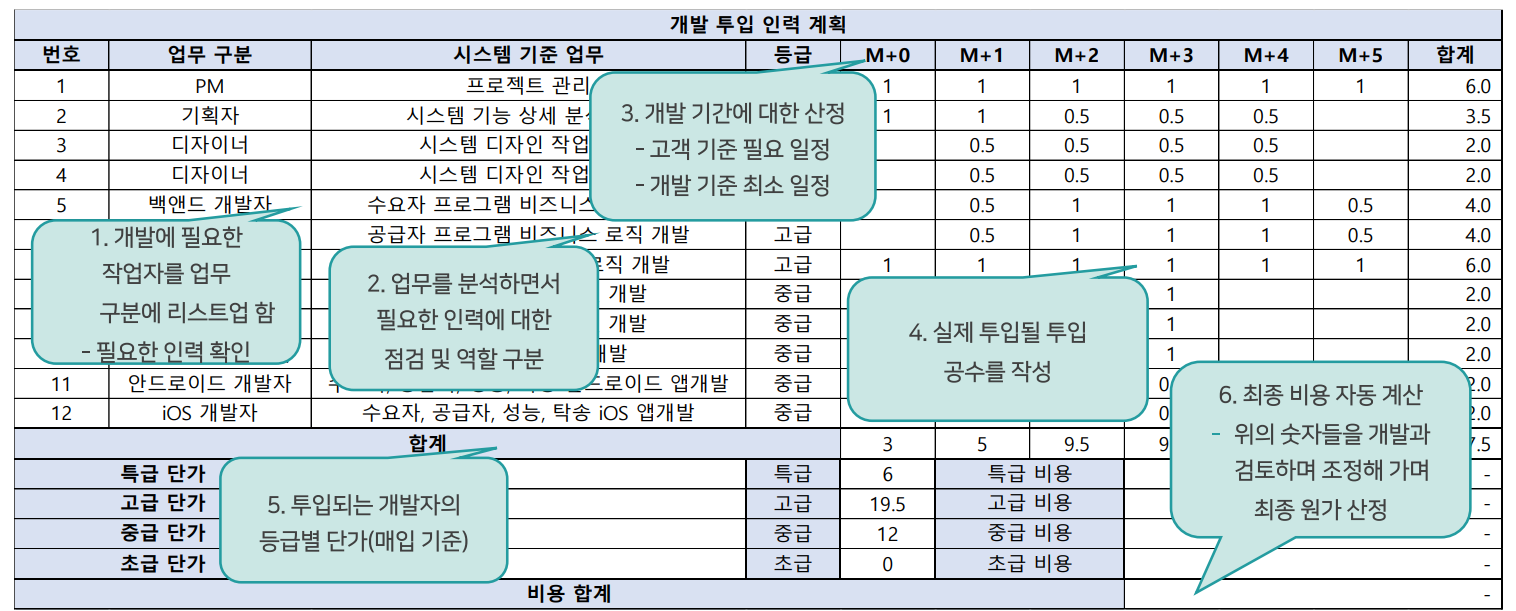 개발 투입 인력 계획
번호 업무 구분 시스템 기준 업무 등급 M+0 M+1 M+2 M+3 M+4 M+5 합계
1 PM 프로젝트 관리 1 1 1 1 1 1 6.0
2 기획자 시스템 기능 상세 1 1 0.5 0.5 0.5 3.5
3 디자이너 시스템 디자인 작업 0.5 0.5 0.5 0.5 2.0
4 디자이너 시스템 디자인 작업 0.5 0.5 0.5 0.5 2.0
5 백앤드 개발자 수요자 프로그램 비즈니스 0.5 1 1 1 0.5 4.0
공급자 프로그램 비즈니스 로직 개발 고급 0.5 1 1 1 0.5 4.0
개발 고급 1 1 1 1 1 1 6.0
개발 중급 1 2.0
개발 중급 1 2.0
중급 1 2.0
11 안드로이드 개발자 앱개발 중급
12 iOS 개발자 수요자, 공급자, 성능, 탁송 iOS 앱개발 중급
합계 3 5 9.5
특급 단가 특급 6 특급 비용 -
고급 단가 고급 19.5 고급 비용 -
중급 단가 중급 12 중급 비용 -
초급 단가 초급 0 초급 비용 -
비용 합계 -
1. 개발에 필요한
작업자를 업무
구분에 리스트업 함
- 필요한 인력 확인
2. 업무를 분석하면서
필요한 인력에 대한
점검 및 역할 구분
3. 개발 기간에 대한 산정
- 고객 기준 필요 일정
- 개발 기준 최소 일정
4. 실제 투입될 투입
공수를 작성
5. 투입되는 개발자의
등급별 단가(매입 기준)
6. 최종 비용 자동 계산
- 위의 숫자들을 개발과
검토하며 조정해 가며
최종 원가 산정